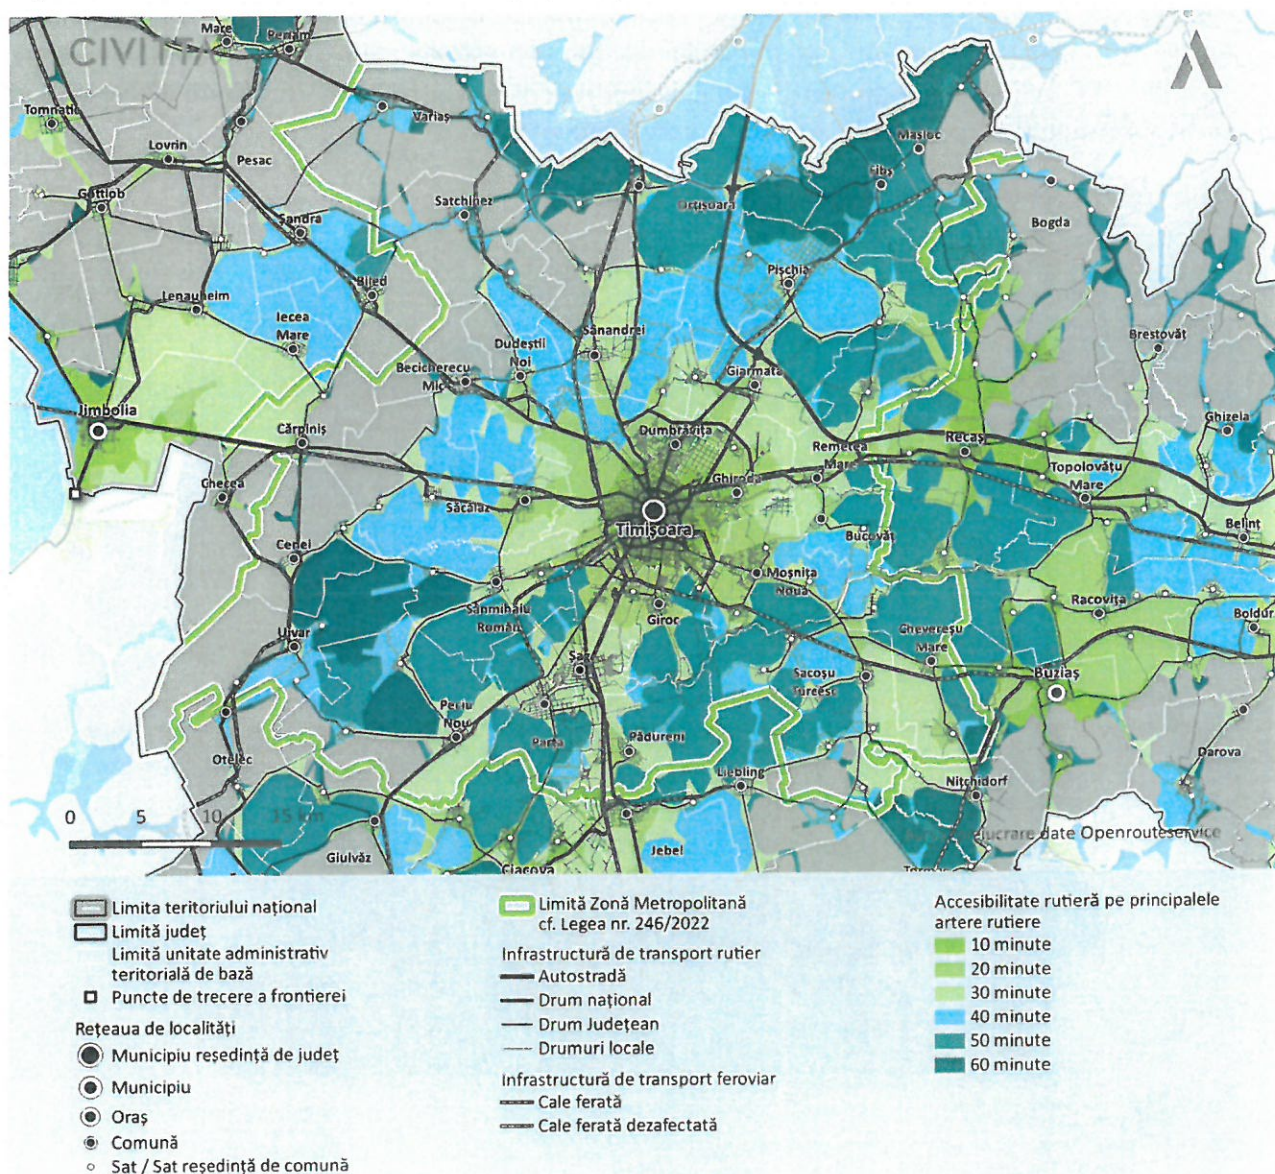 CIVITTA
Mare
Periam
Tomnatic
Variaș
Lovrin
Pesac
Mașloc
Gottlob
Satchinez
Fibiș
Orțișoara
Șandra
Bogda
Pișchia
Biled
Lenauheim
Iecea
Mare
Sânandrei
Brestovăț
Dudeștii
Noi
Becicherecu
Mic
Giarmata
Jimbolia
Ghizela
Cărpiniș
Dumbrăvița
Remetea
Mare
Recaș
Topolovățu
Mare
Checea
Ghiroda
Săcălaz
Timișoara
Belinț
Bucovăț
Cenei
Moșnița
Nouă
Sânmihaiu
Român
Racovița
Giroc
Boldur
Uivar
Chevereșu
Mare
Șag
Sacoșu
Turcesc
Buziaș
Peciu
Nou
Parța
Pădureni
Otelec
Darova
Liebling
Nițchidorf
0 5 10 15 km
prelucrare date Openrouteservice
Giulvăz
Jebel
Ciacova
Limita teritoriului național
Limită județ
Limită unitate administrativ
teritorială de bază
Puncte de trecere a frontierei
Rețeaua de localități
Municipiu reședință de județ
Municipiu
Oraș
Comună
Sat / Sat reședință de comună
Limită Zonă Metropolitană
cf. Legea nr. 246/2022
Infrastructură de transport rutier
Autostradă
Drum național
Drum Județean
Drumuri locale
Infrastructură de transport feroviar
Cale ferată
Cale ferată dezafectată
Accesibilitate rutieră pe principalele
artere rutiere
10 minute
20 minute
30 minute
40 minute
50 minute
60 minute